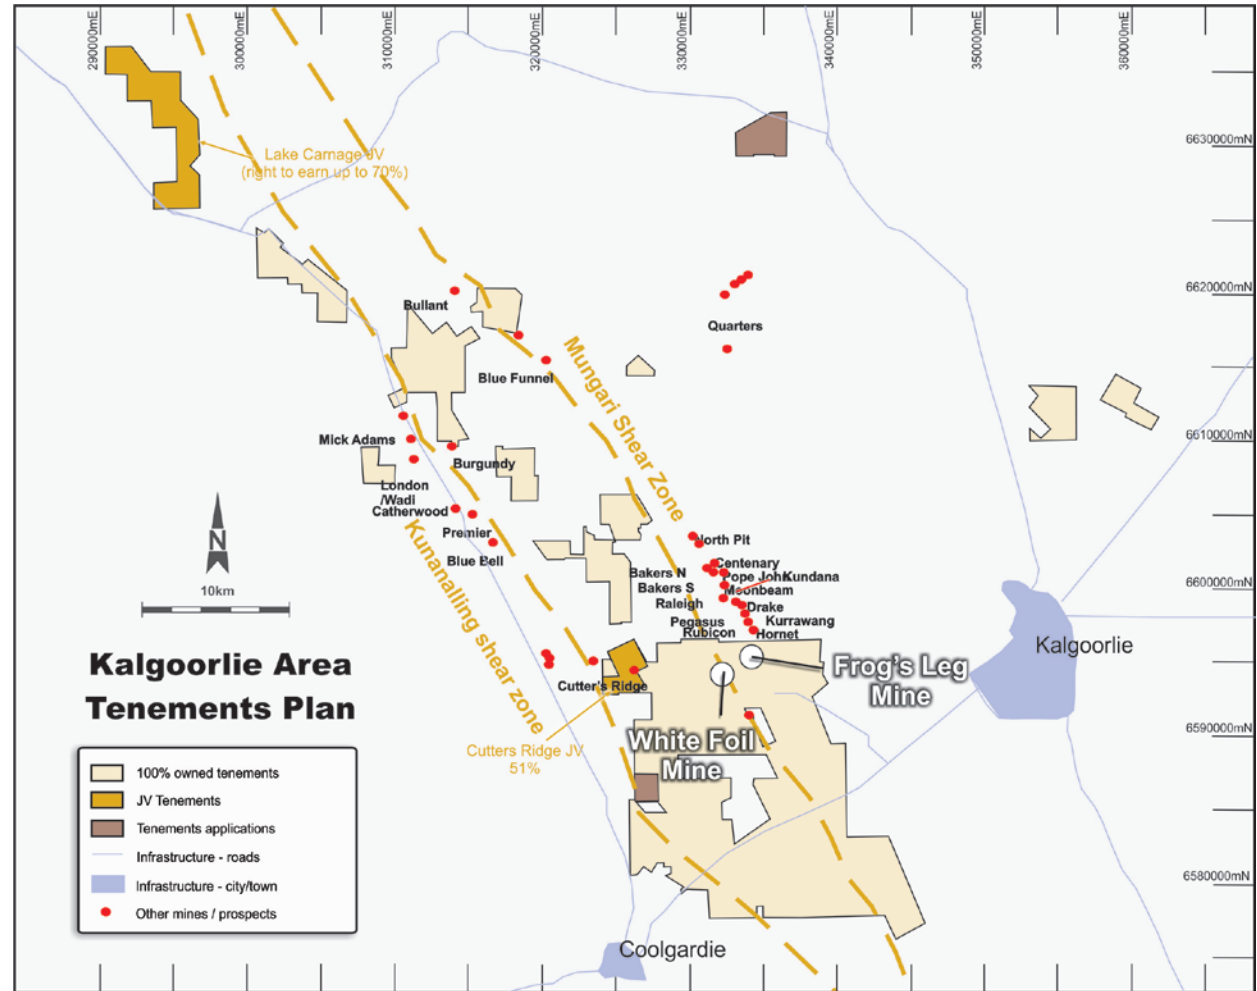 290000mE
300000mE
310000mE
320000mE
330000mE
340000mE
350000mE
360000mE
6630000mN
Lake Carnage JV
(right to earn up to 70%)
6620000mN
Bullant
Quarters
Blue Funnel
Mungari Shear Zone
6610000mN
Mick Adams
Burgundy
London
/Wadi
Catherwood
Premier
Blue Bell
Kunanalling shear zone
North Pit
Centenary
Bakers N
Pope John
Kundana
6600000mN
Bakers S
Moonbeam
Raleigh
Drake
Pegasus
Kurrawang
Rubicon
Hornet
N
10km
Kalgoorlie
Kalgoorlie Area
Tenements Plan
Cutter's Ridge
Frog's Leg
Mine
White Foil
Mine
6590000mN
Cutters Ridge JV
51%
100% owned tenements
JV Tenements
Tenements applications
Infrastructure - roads
Infrastructure - city/town
Other mines / prospects
6580000mN
Coolgardie